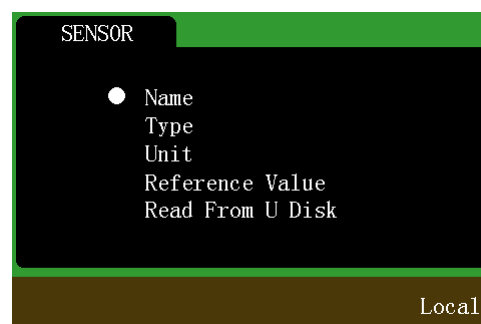 SENSOR
Name
Type
Unit
Reference Value
Read From U Disk
Local